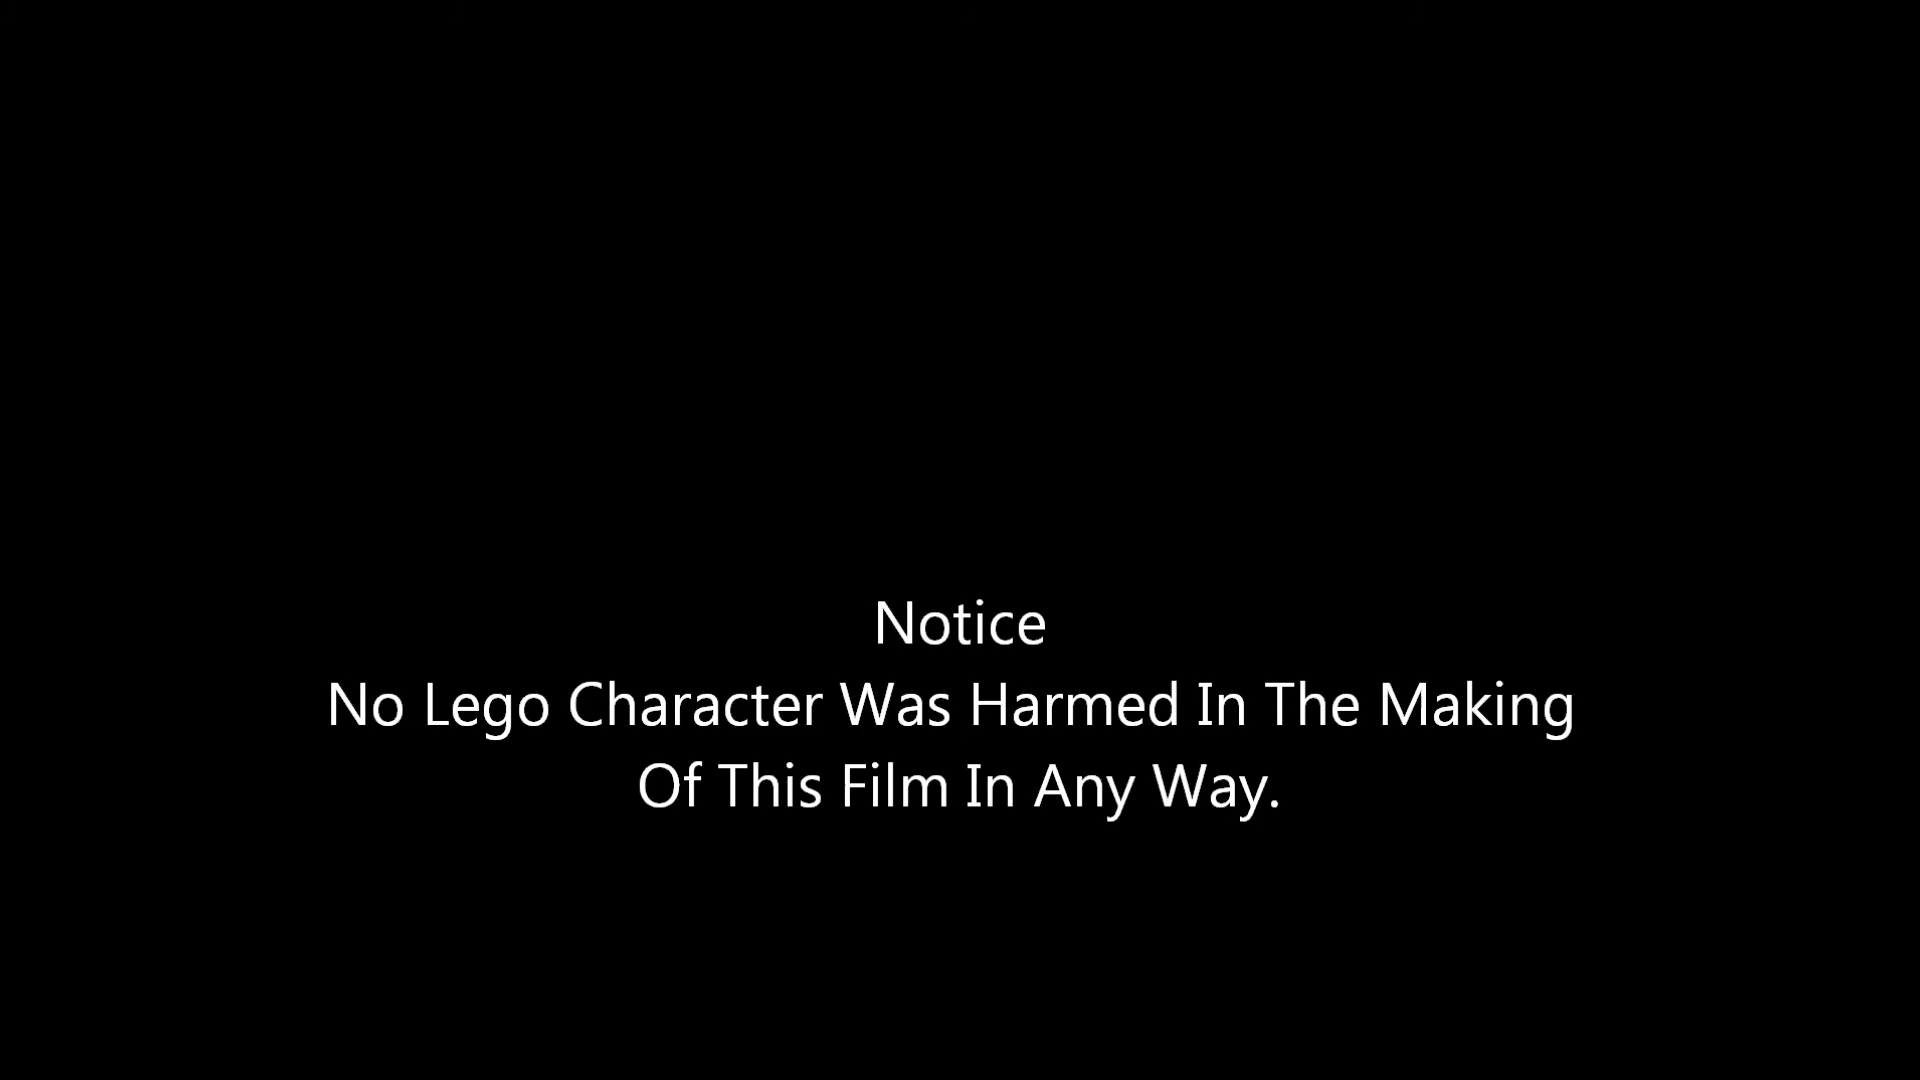 Notice
No Lego Character Was Harmed In The Making
Of This Film In Any Way.